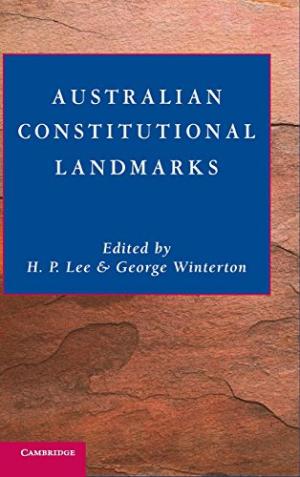 AUSTRALIAN
CONSTITUTIONAL
LANDMARKS
Edited by
H. P. Lee & George Winterton
CAMBRIDGE